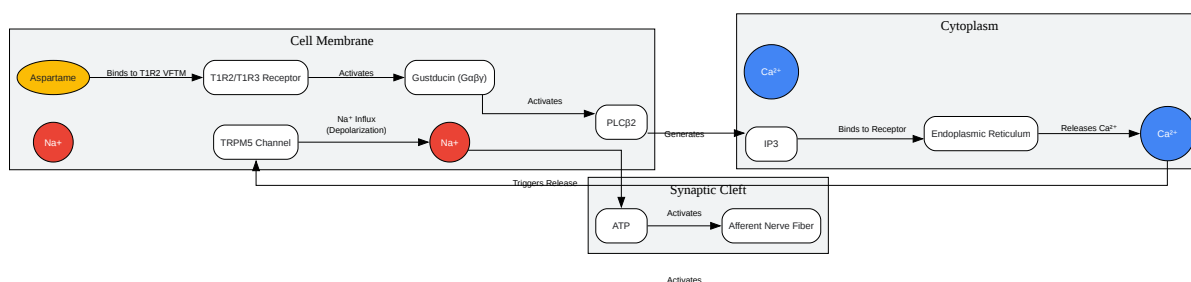 Cell Membrane
Aspartame
Binds to T1R2 VFTM
T1R2/T1R3 Receptor
Activates
Gustducin (Gαβγ)
Activates
PLCβ2
Na+
TRPM5 Channel
Na⁺ Influx
(Depolarization)
Na+
Generates
Cytoplasm
Ca²⁺
IP3
Binds to Receptor
Endoplasmic Reticulum
Releases Ca²⁺
Ca²⁺
Triggers Release
Synaptic Cleft
ATP
Activates
Afferent Nerve Fiber
Activates